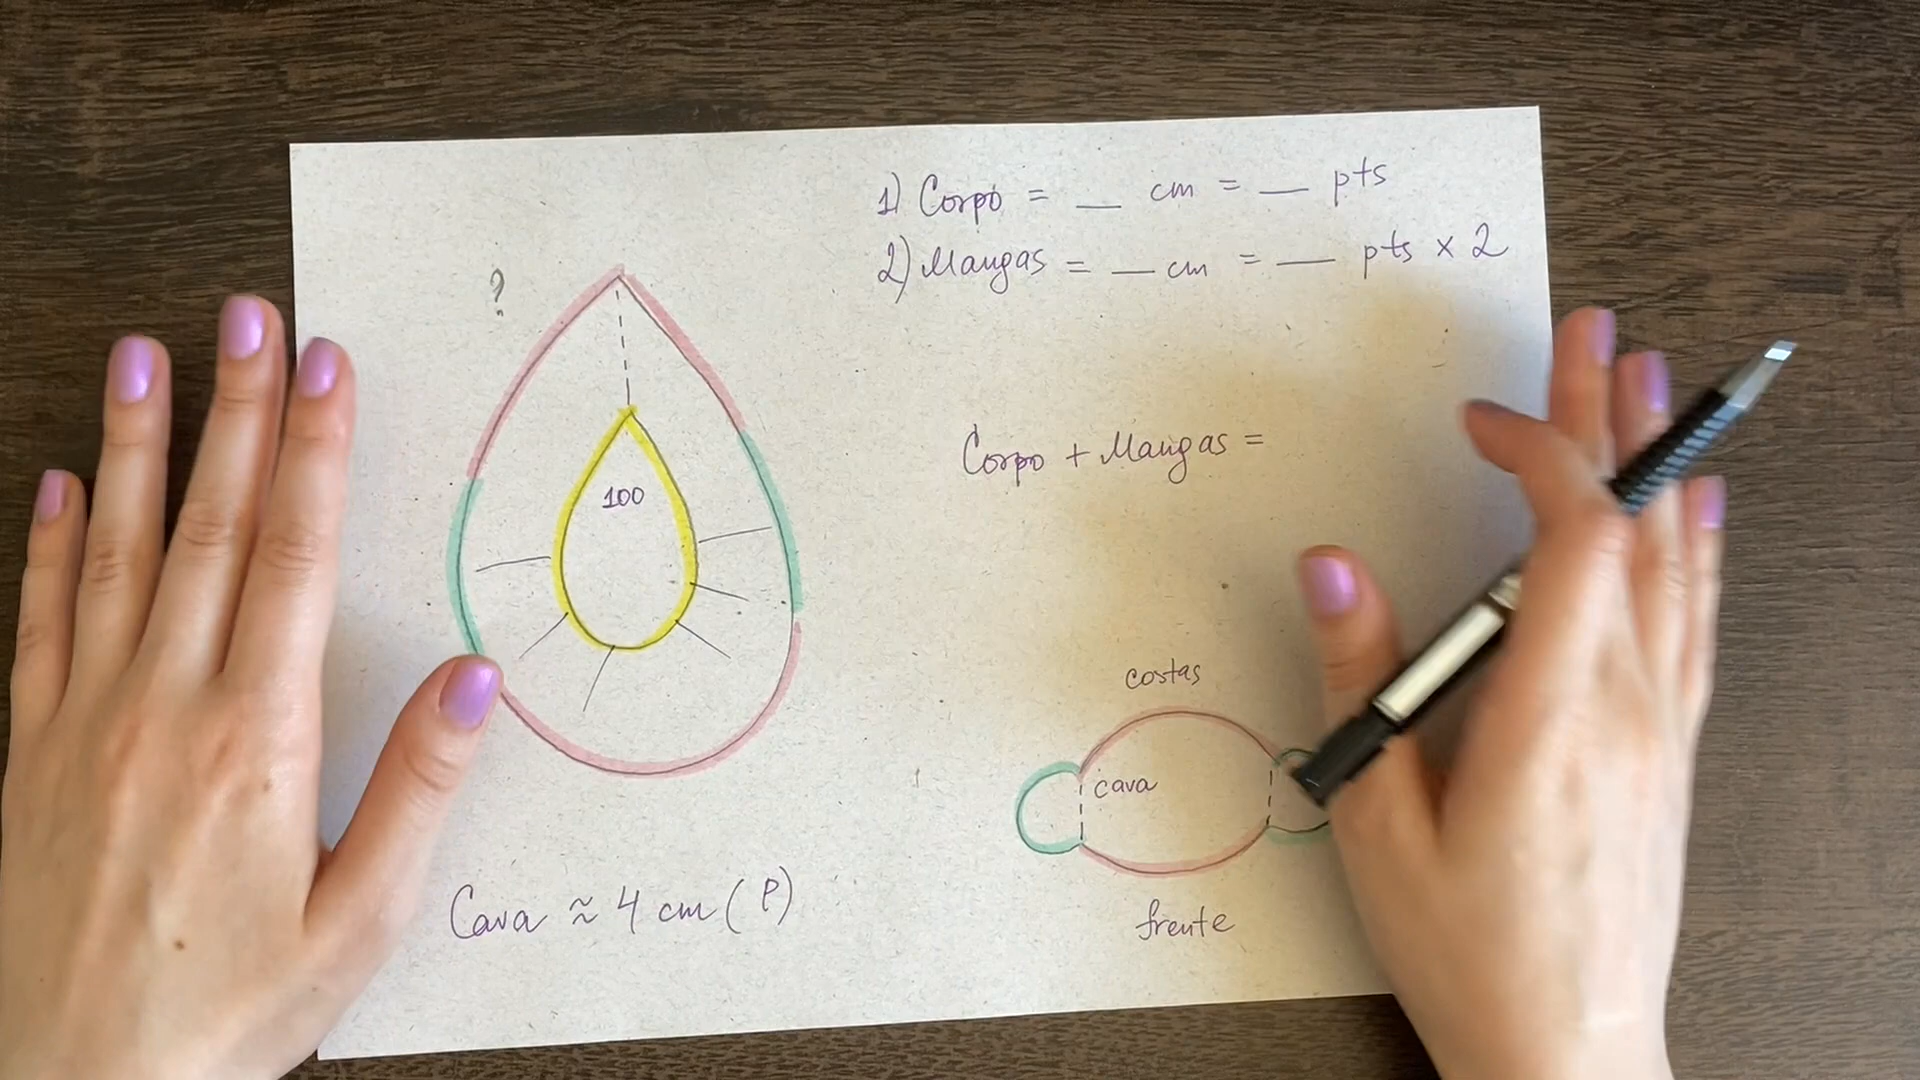 1) Corpo = __ cm = __ pts
2) Mangas = __ cm = __ pts x 2
?
100
Corpo + Mangas =
costas
cava
frente
Cava ≈ 4 cm (P)